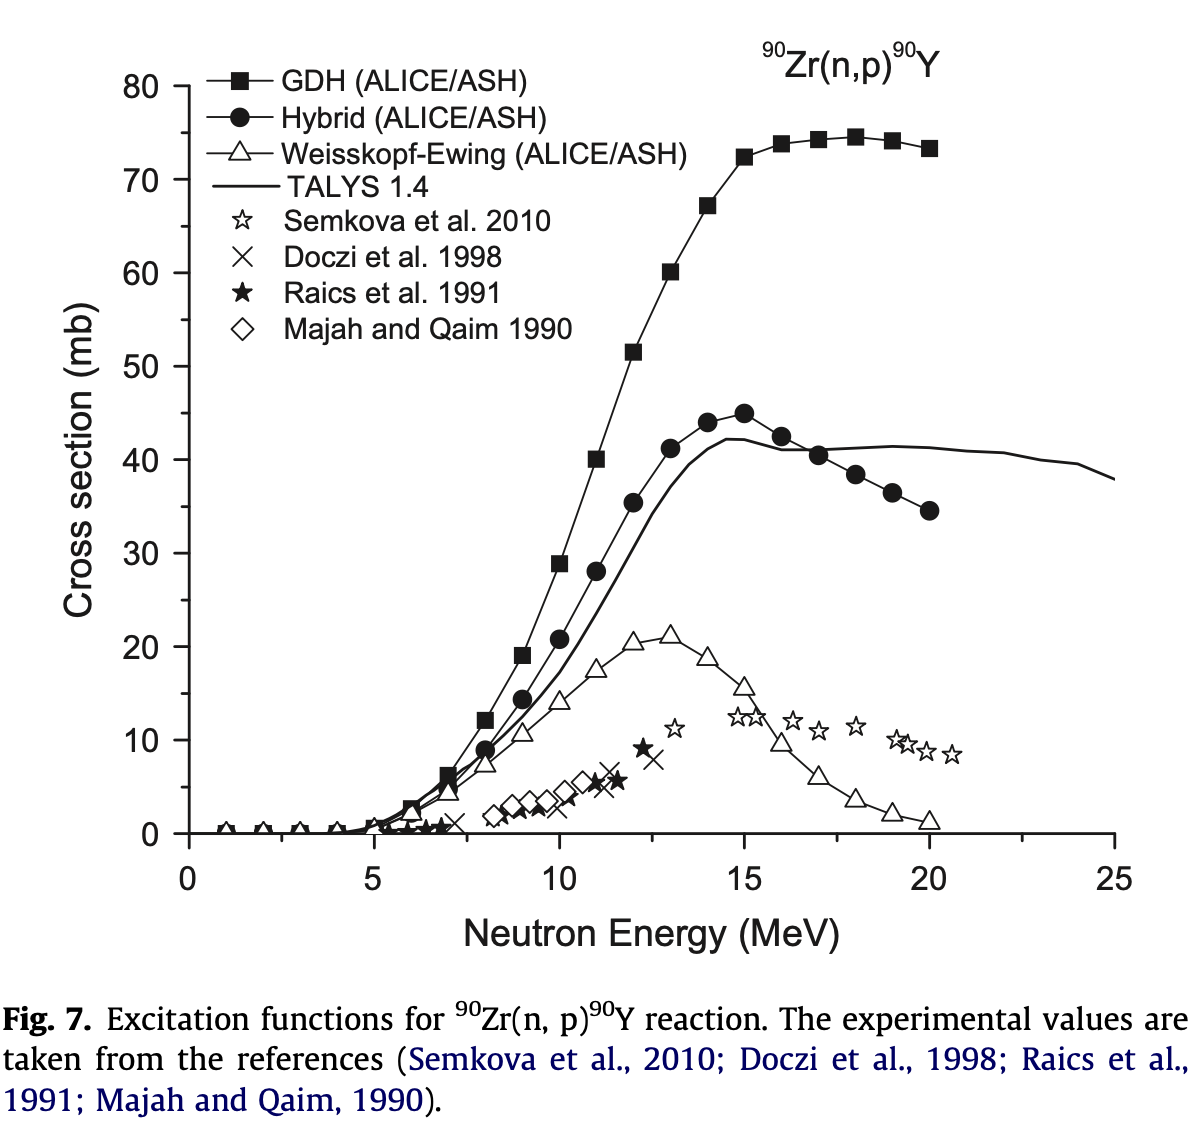 ⁹⁰Zr(n,p)⁹⁰Y
GDH (ALICE/ASH)
Hybrid (ALICE/ASH)
Weisskopf-Ewing (ALICE/ASH)
TALYS 1.4
Semkova et al. 2010
Doczi et al. 1998
Raics et al. 1991
Majah and Qaim 1990
Cross section (mb)
80
70
60
50
40
30
20
10
0
0 5 10 15 20 25
Neutron Energy (MeV)
Fig. 7. Excitation functions for ⁹⁰Zr(n, p)⁹⁰Y reaction. The experimental values are
taken from the references (Semkova et al., 2010; Doczi et al., 1998; Raics et al.,
1991; Majah and Qaim, 1990).